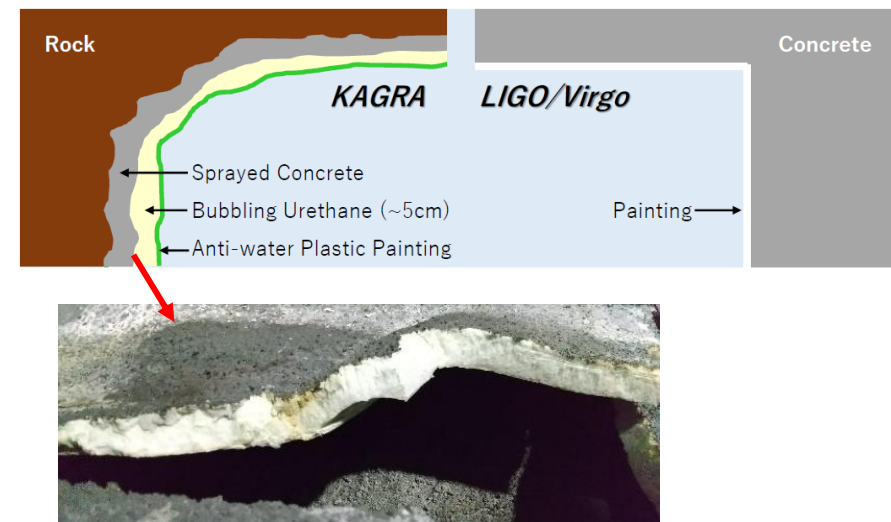 Rock
Concrete
KAGRA
LIGO/Virgo
Sprayed Concrete
Bubbling Urethane (~5cm)
Painting
Anti-water Plastic Painting